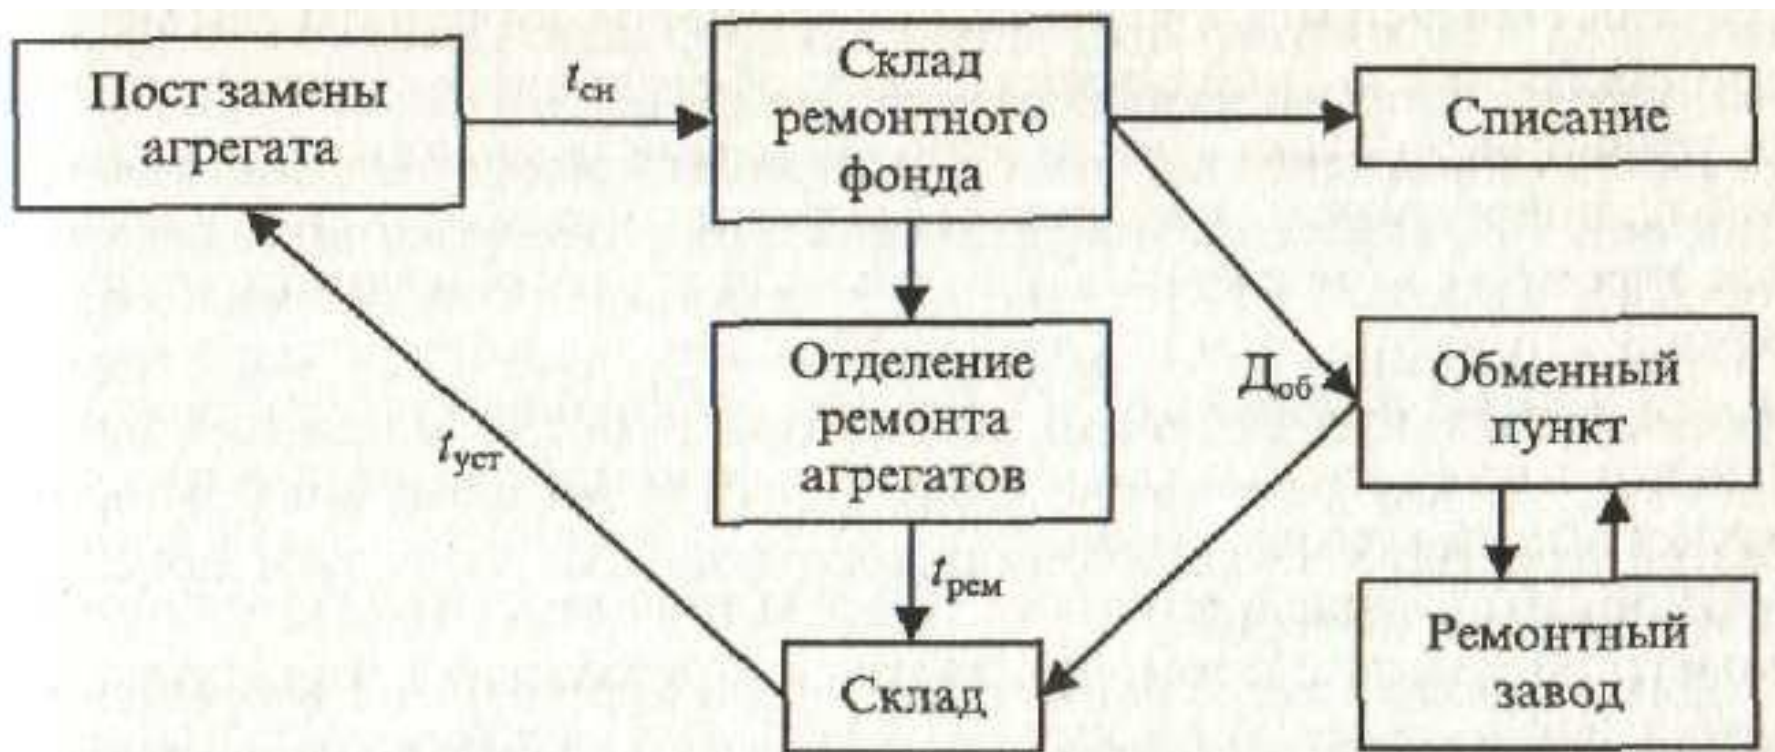 Пост замены
агрегата
tсн
Склад
ремонтного
фонда
Списание
Отделение
ремонта
агрегатов
Доб
Обменный
пункт
tуст
tрем
Склад
Ремонтный
завод